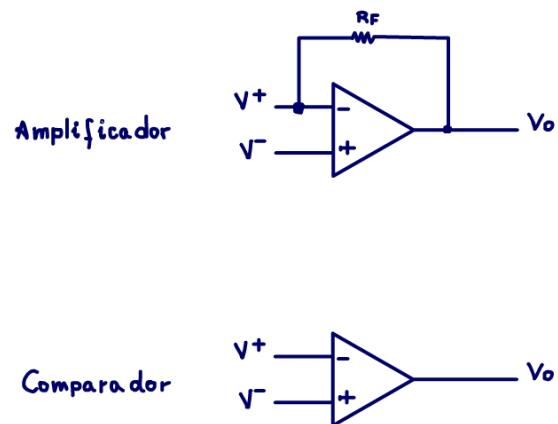 RF
V+
-
Amplificador
V-
+
Vo
V+
-
Comparador
V-
+
Vo